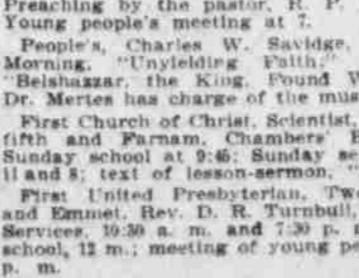 Preaching by the pastor, R. P.
Young people's meeting at 7.
People's, Charles W. Savidge,
Morning, "Unyielding Faith;"
"Belshazzar, the King, Found W
Dr. Mertes has charge of the mus
First Church of Christ, Scientist,
fifth and Farnam, Chambers'
Sunday school at 9:45; Sunday se
11 and 8; text of lesson-sermon, "
First United Presbyterian, Twe
and Emmet, Rev. D. R. Turnbull,
Services, 10:30 a. m. and 7:30 p. m
school, 12 m.; meeting of young pe
p. m.